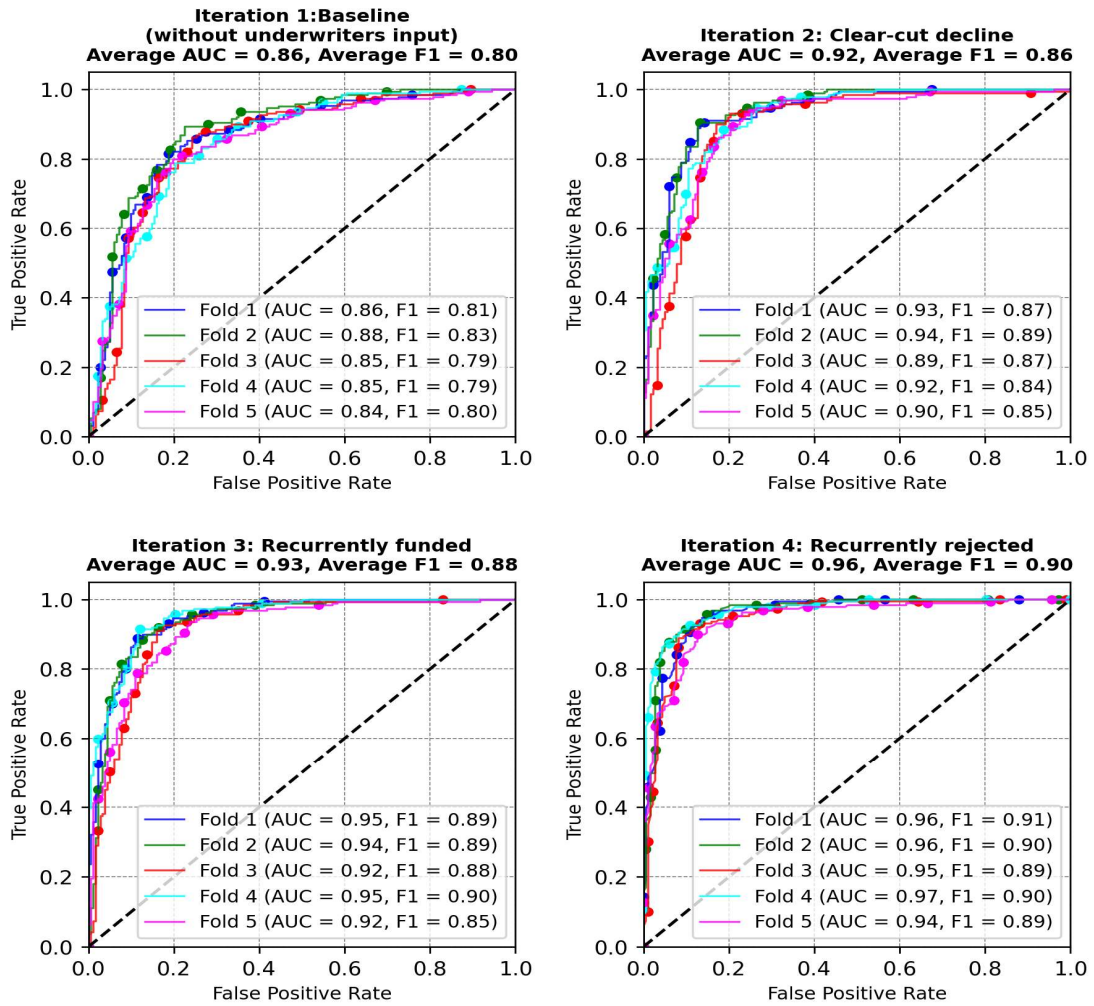 Iteration 1:Baseline
(without underwriters input)
Average AUC = 0.86, Average F1 = 0.80
1.0
0.8
0.6
0.4
0.2
0.0
True Positive Rate
Fold 1 (AUC = 0.86, F1 = 0.81)
Fold 2 (AUC = 0.88, F1 = 0.83)
Fold 3 (AUC = 0.85, F1 = 0.79)
Fold 4 (AUC = 0.85, F1 = 0.79)
Fold 5 (AUC = 0.84, F1 = 0.80)
0.0 0.2 0.4 0.6 0.8 1.0
False Positive Rate
Iteration 2: Clear-cut decline
Average AUC = 0.92, Average F1 = 0.86
1.0
0.8
0.6
0.4
0.2
0.0
True Positive Rate
Fold 1 (AUC = 0.93, F1 = 0.87)
Fold 2 (AUC = 0.94, F1 = 0.89)
Fold 3 (AUC = 0.89, F1 = 0.87)
Fold 4 (AUC = 0.92, F1 = 0.84)
Fold 5 (AUC = 0.90, F1 = 0.85)
0.0 0.2 0.4 0.6 0.8 1.0
False Positive Rate
Iteration 3: Recurrently funded
Average AUC = 0.93, Average F1 = 0.88
1.0
0.8
0.6
0.4
0.2
0.0
True Positive Rate
Fold 1 (AUC = 0.95, F1 = 0.89)
Fold 2 (AUC = 0.94, F1 = 0.89)
Fold 3 (AUC = 0.92, F1 = 0.88)
Fold 4 (AUC = 0.95, F1 = 0.90)
Fold 5 (AUC = 0.92, F1 = 0.85)
0.0 0.2 0.4 0.6 0.8 1.0
False Positive Rate
Iteration 4: Recurrently rejected
Average AUC = 0.96, Average F1 = 0.90
1.0
0.8
0.6
0.4
0.2
0.0
True Positive Rate
Fold 1 (AUC = 0.96, F1 = 0.91)
Fold 2 (AUC = 0.96, F1 = 0.90)
Fold 3 (AUC = 0.95, F1 = 0.89)
Fold 4 (AUC = 0.97, F1 = 0.90)
Fold 5 (AUC = 0.94, F1 = 0.89)
0.0 0.2 0.4 0.6 0.8 1.0
False Positive Rate